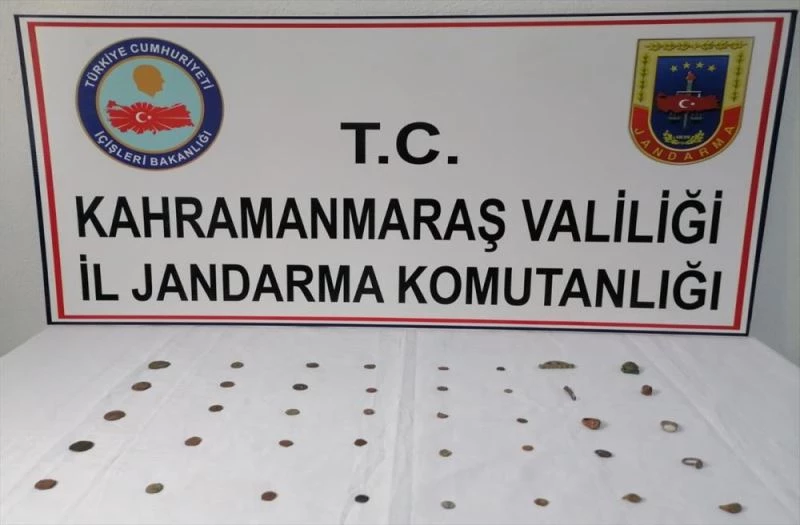 TÜRKİYE CUMHURİYETİ
İÇİŞLERİ BAKANLIĞI
JANDARMA
T.C.
KAHRAMANMARAŞ VALİLİĞİ
İL JANDARMA KOMUTANLIĞI